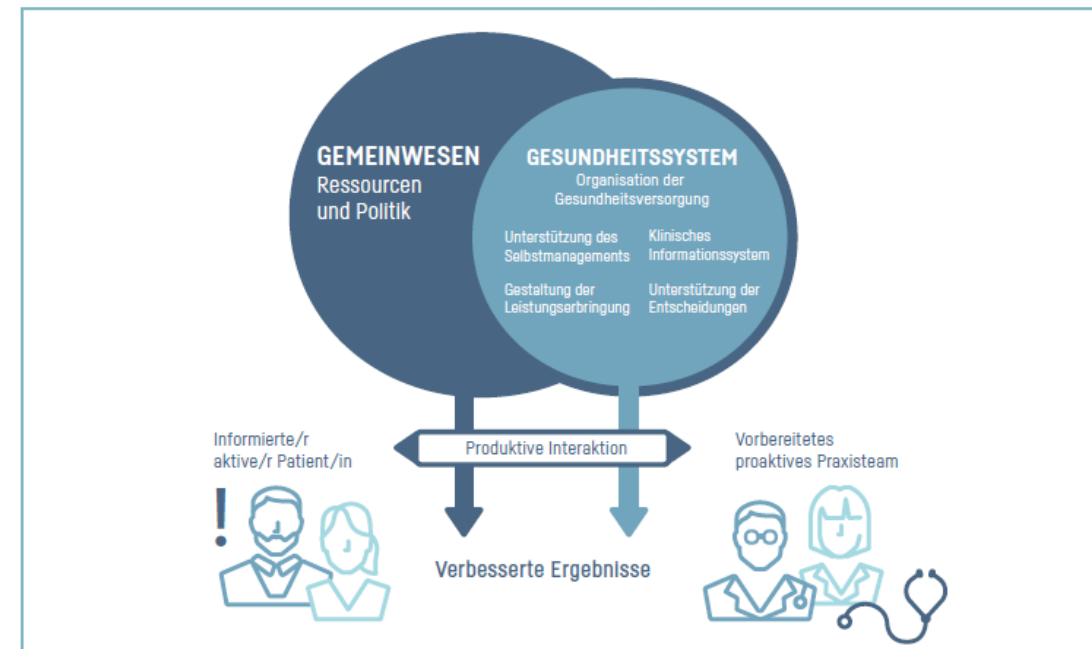 GEMEINWESEN
Ressourcen
und Politik
GESUNDHEITSSYSTEM
Organisation der
Gesundheitsversorgung
Unterstützung des
Selbstmanagements
Klinisches
Informationssystem
Gestaltung der
Leistungserbringung
Unterstützung der
Entscheidungen
Informierte/r
aktive/r Patient/in
Produktive Interaktion
Vorbereitetes
proaktives Praxisteam
!
Verbesserte Ergebnisse